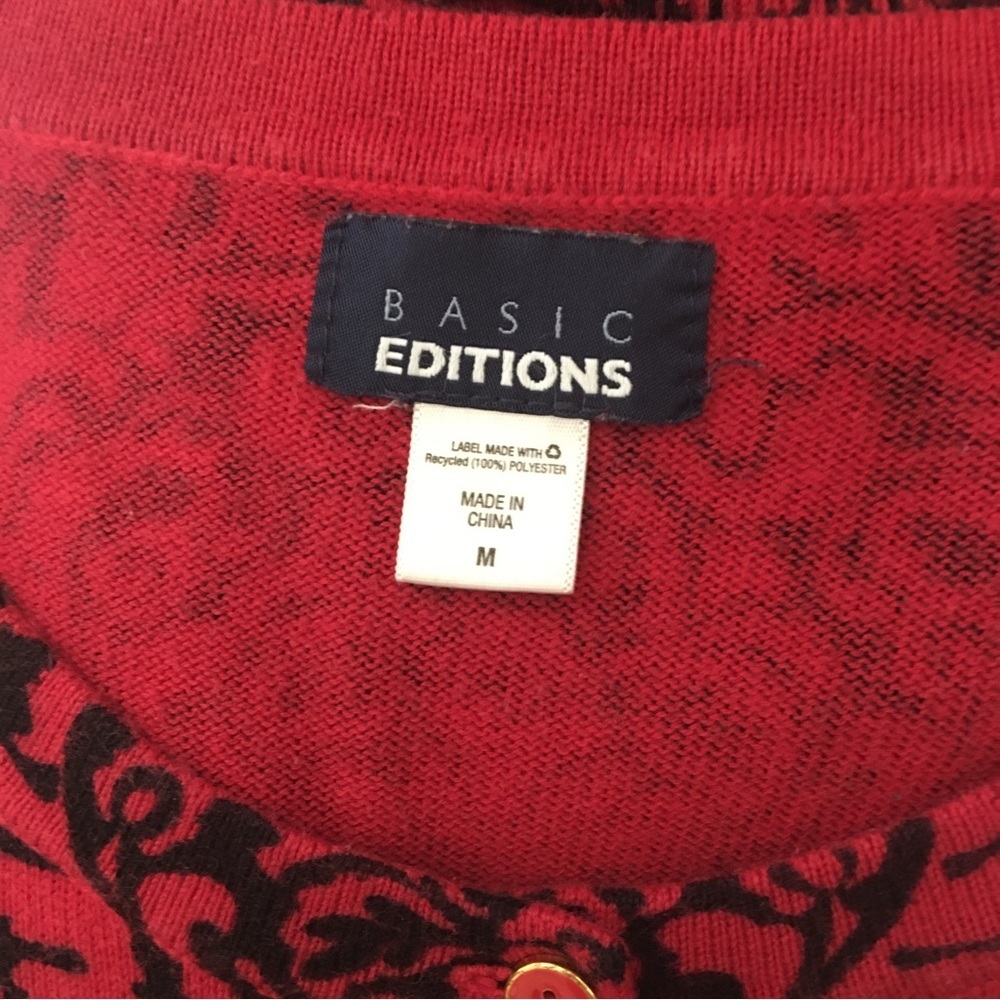 BASIC
EDITIONS
LABEL MADE WITH ♻
Recycled (100%) POLYESTER
MADE IN
CHINA
M